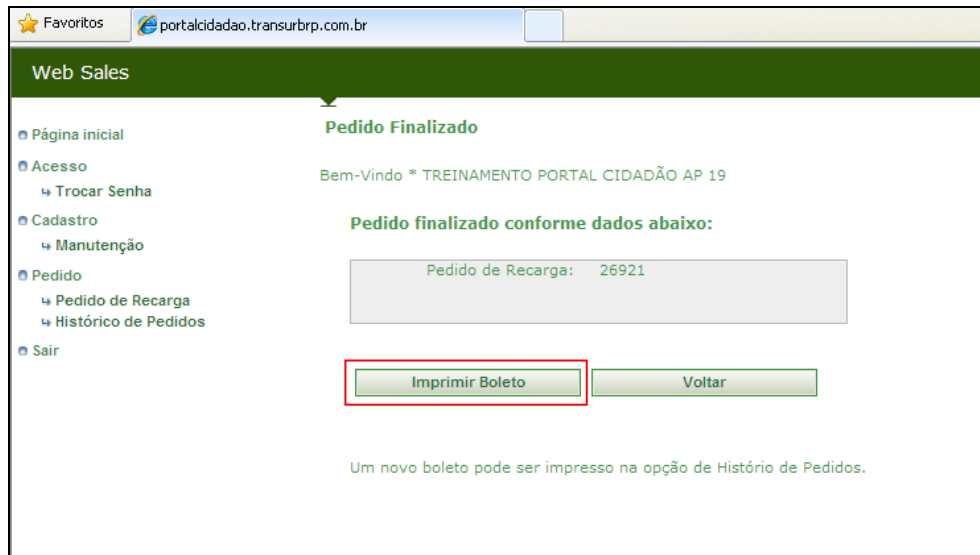 Favoritos
portalcidadao.transurbrp.com.br
Web Sales
Página inicial
Acesso
Trocar Senha
Cadastro
Manutenção
Pedido
Pedido de Recarga
Histórico de Pedidos
Sair
Pedido Finalizado
Bem-Vindo * TREINAMENTO PORTAL CIDADÃO AP 19
Pedido finalizado conforme dados abaixo:
Pedido de Recarga: 26921
Imprimir Boleto
Voltar
Um novo boleto pode ser impresso na opção de Histório de Pedidos.